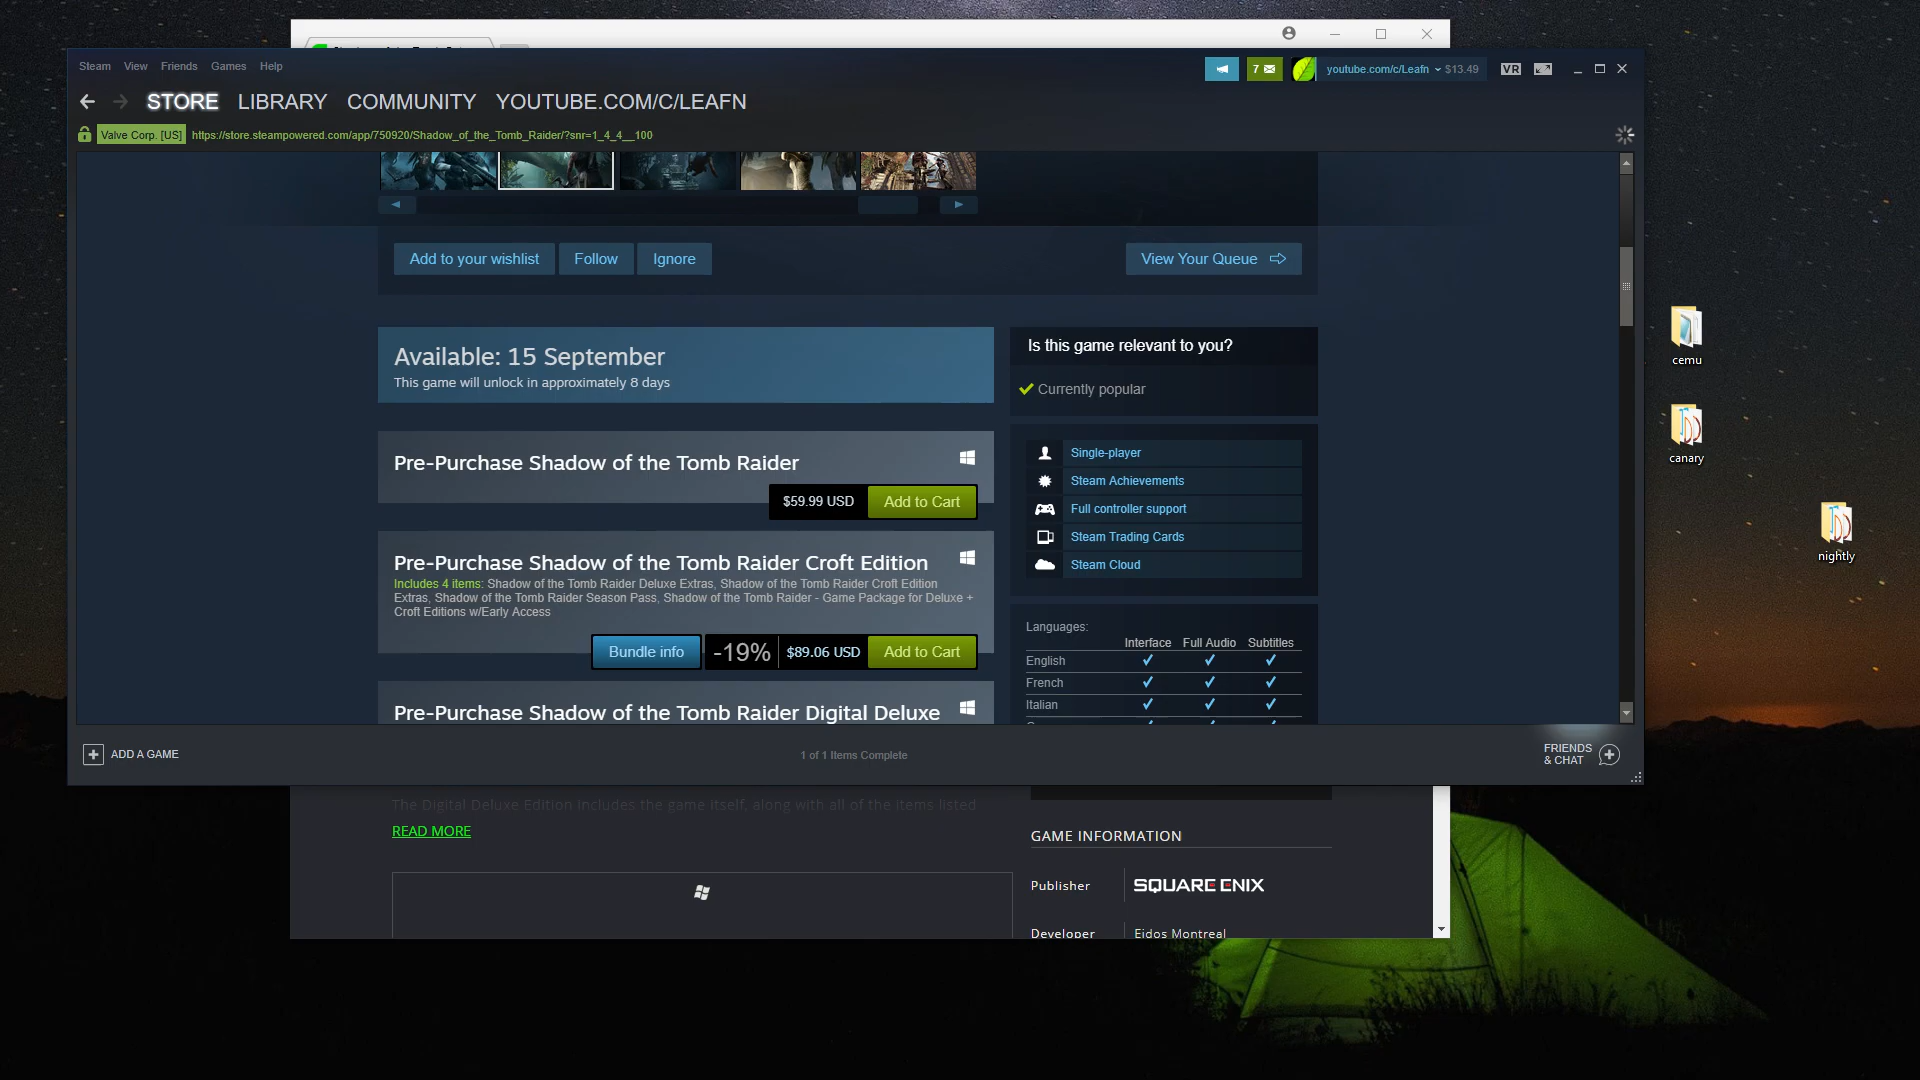 Steam View Friends Games Help
7
youtube.com/c/Leafn $13.49
VR
STORE LIBRARY COMMUNITY YOUTUBE.COM/C/LEAFN
Valve Corp. [US] https://store.steampowered.com/app/750920/Shadow_of_the_Tomb_Raider/?snr=1_4_4__100
Add to your wishlist Follow Ignore View Your Queue
Available: 15 September
This game will unlock in approximately 8 days
Is this game relevant to you?
Currently popular
Pre-Purchase Shadow of the Tomb Raider
$59.99 USD Add to Cart
Pre-Purchase Shadow of the Tomb Raider Croft Edition
Includes 4 items: Shadow of the Tomb Raider Deluxe Extras, Shadow of the Tomb Raider Croft Edition
Extras, Shadow of the Tomb Raider Season Pass, Shadow of the Tomb Raider - Game Package for Deluxe +
Croft Editions w/Early Access
Bundle info -19% $89.06 USD Add to Cart
Pre-Purchase Shadow of the Tomb Raider Digital Deluxe
Single-player
Steam Achievements
Full controller support
Steam Trading Cards
Steam Cloud
Languages:
Interface Full Audio Subtitles
English
French
Italian
ADD A GAME
1 of 1 Items Complete
FRIENDS
& CHAT
The Digital Deluxe Edition includes the game itself, along with all of the items listed
READ MORE
GAME INFORMATION
Publisher SQUARE ENIX
Developer Eidos Montreal
cemu
canary
nightly